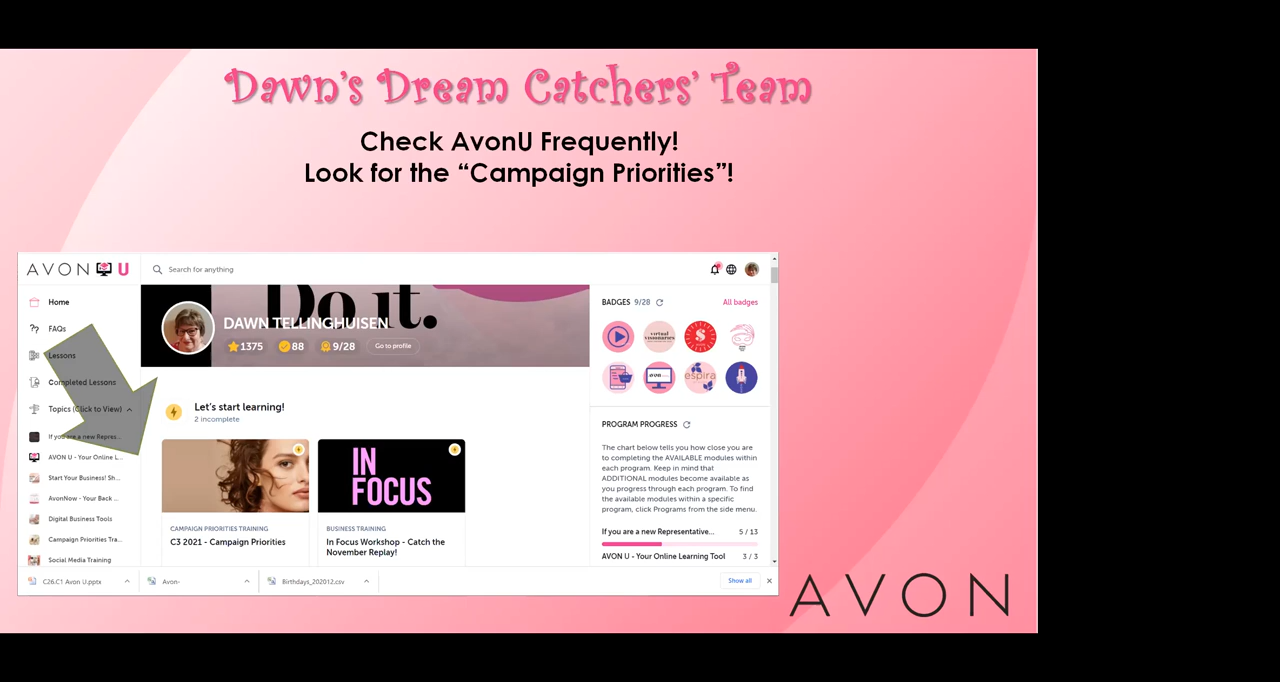 Dawn's Dream Catchers' Team
Check AvonU Frequently!
Look for the “Campaign Priorities”!
AVON U
Search for anything
Home
FAQs
Lessons
Completed Lessons
Topics (Click to View)
If you are a new Repres...
AVON U - Your Online L...
Start Your Business! Sh...
AvonNow - Your Back ...
Digital Business Tools
Campaign Priorities Tra...
Social Media Training
Do it.
DAWN TELLINGHUISEN
1375 88 9/28 Go to profile
Let's start learning!
2 incomplete
IN
FOCUS
CAMPAIGN PRIORITIES TRAINING
C3 2021 - Campaign Priorities
BUSINESS TRAINING
In Focus Workshop - Catch the
November Replay!
BADGES 9/28 All badges
virtual
visionaries
AVON
espira
PROGRAM PROGRESS
The chart below tells you how close you are
to completing the AVAILABLE modules within
each program. Keep in mind that
ADDITIONAL modules become available as
you progress through each program. To find
the available modules within a specific
program, click Programs from the side menu.
If you are a new Representative... 5 / 13
AVON U - Your Online Learning Tool 3 / 3
C26.C1 Avon U.pptx
Avon-
Birthdays_202012.csv
Show all
AVON